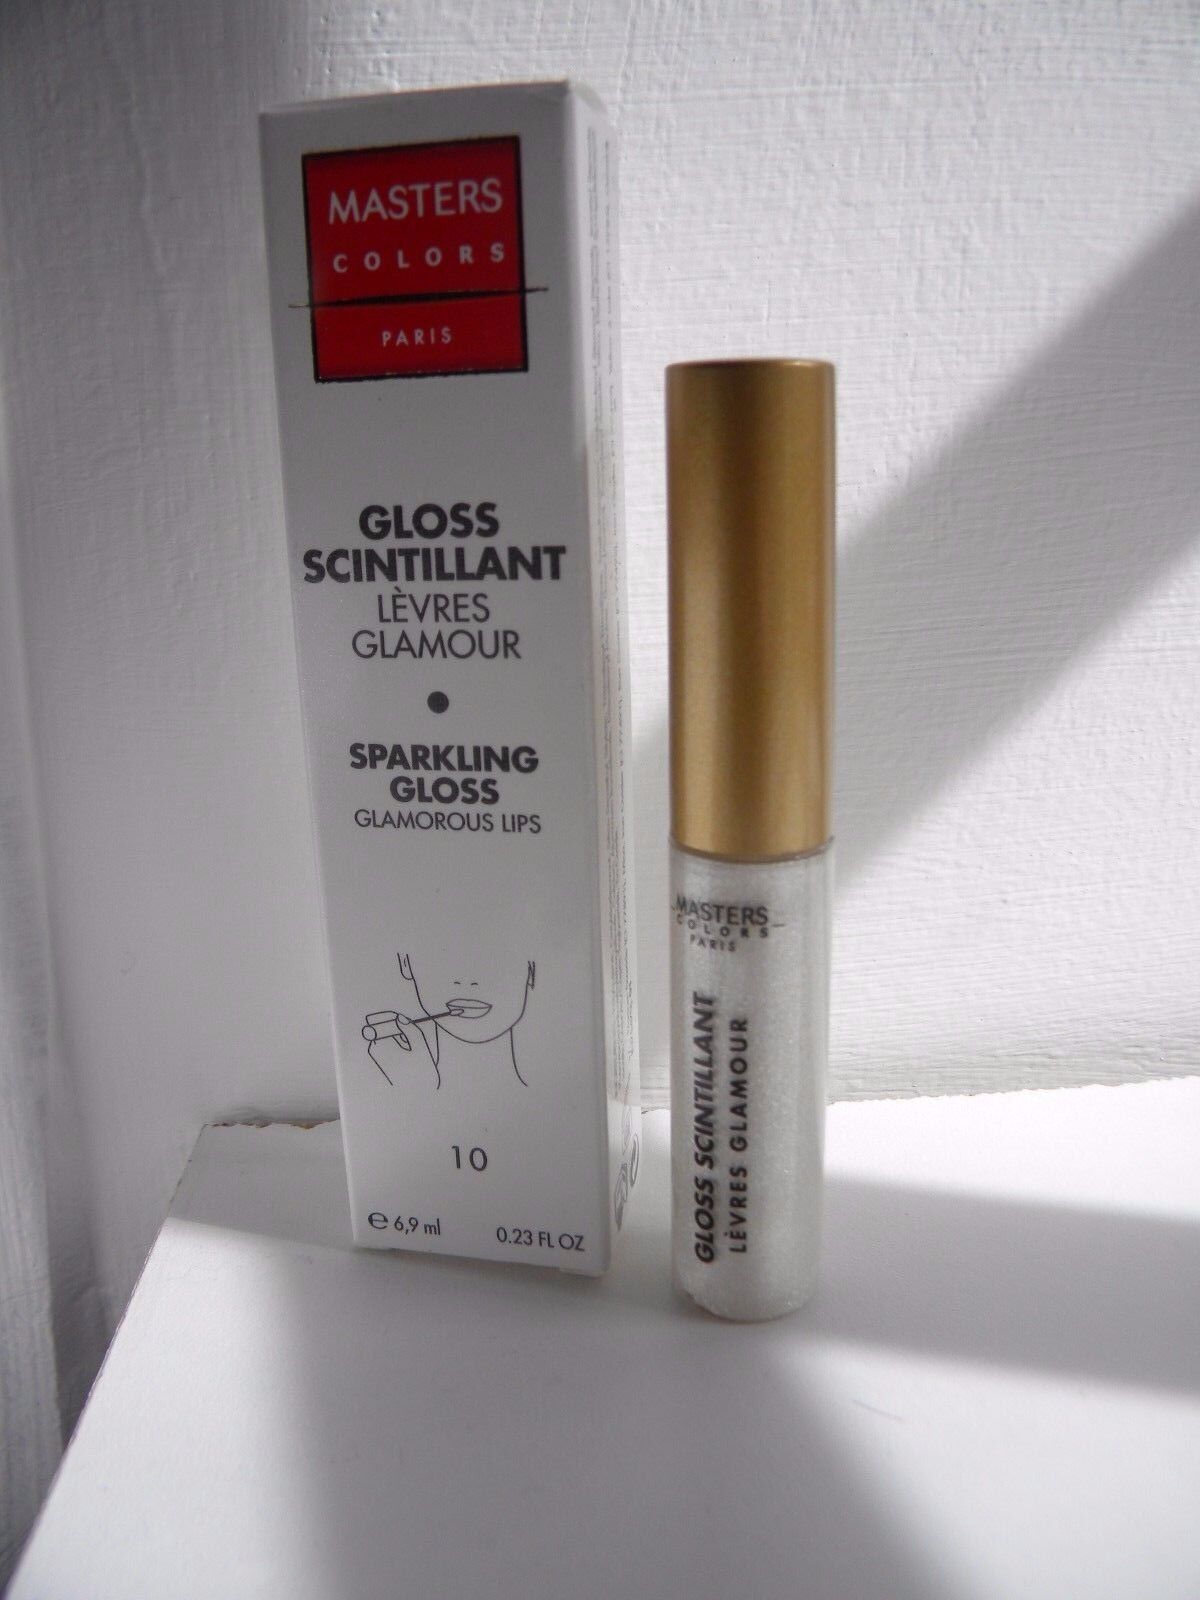 MASTERS
COLORS
PARIS
GLOSS
SCINTILLANT
LÈVRES
GLAMOUR
SPARKLING
GLOSS
GLAMOROUS LIPS
10
e 6,9 ml 0.23 FL OZ
MASTERS
COLORS
PARIS
GLOSS SCINTILLANT
LÈVRES GLAMOUR